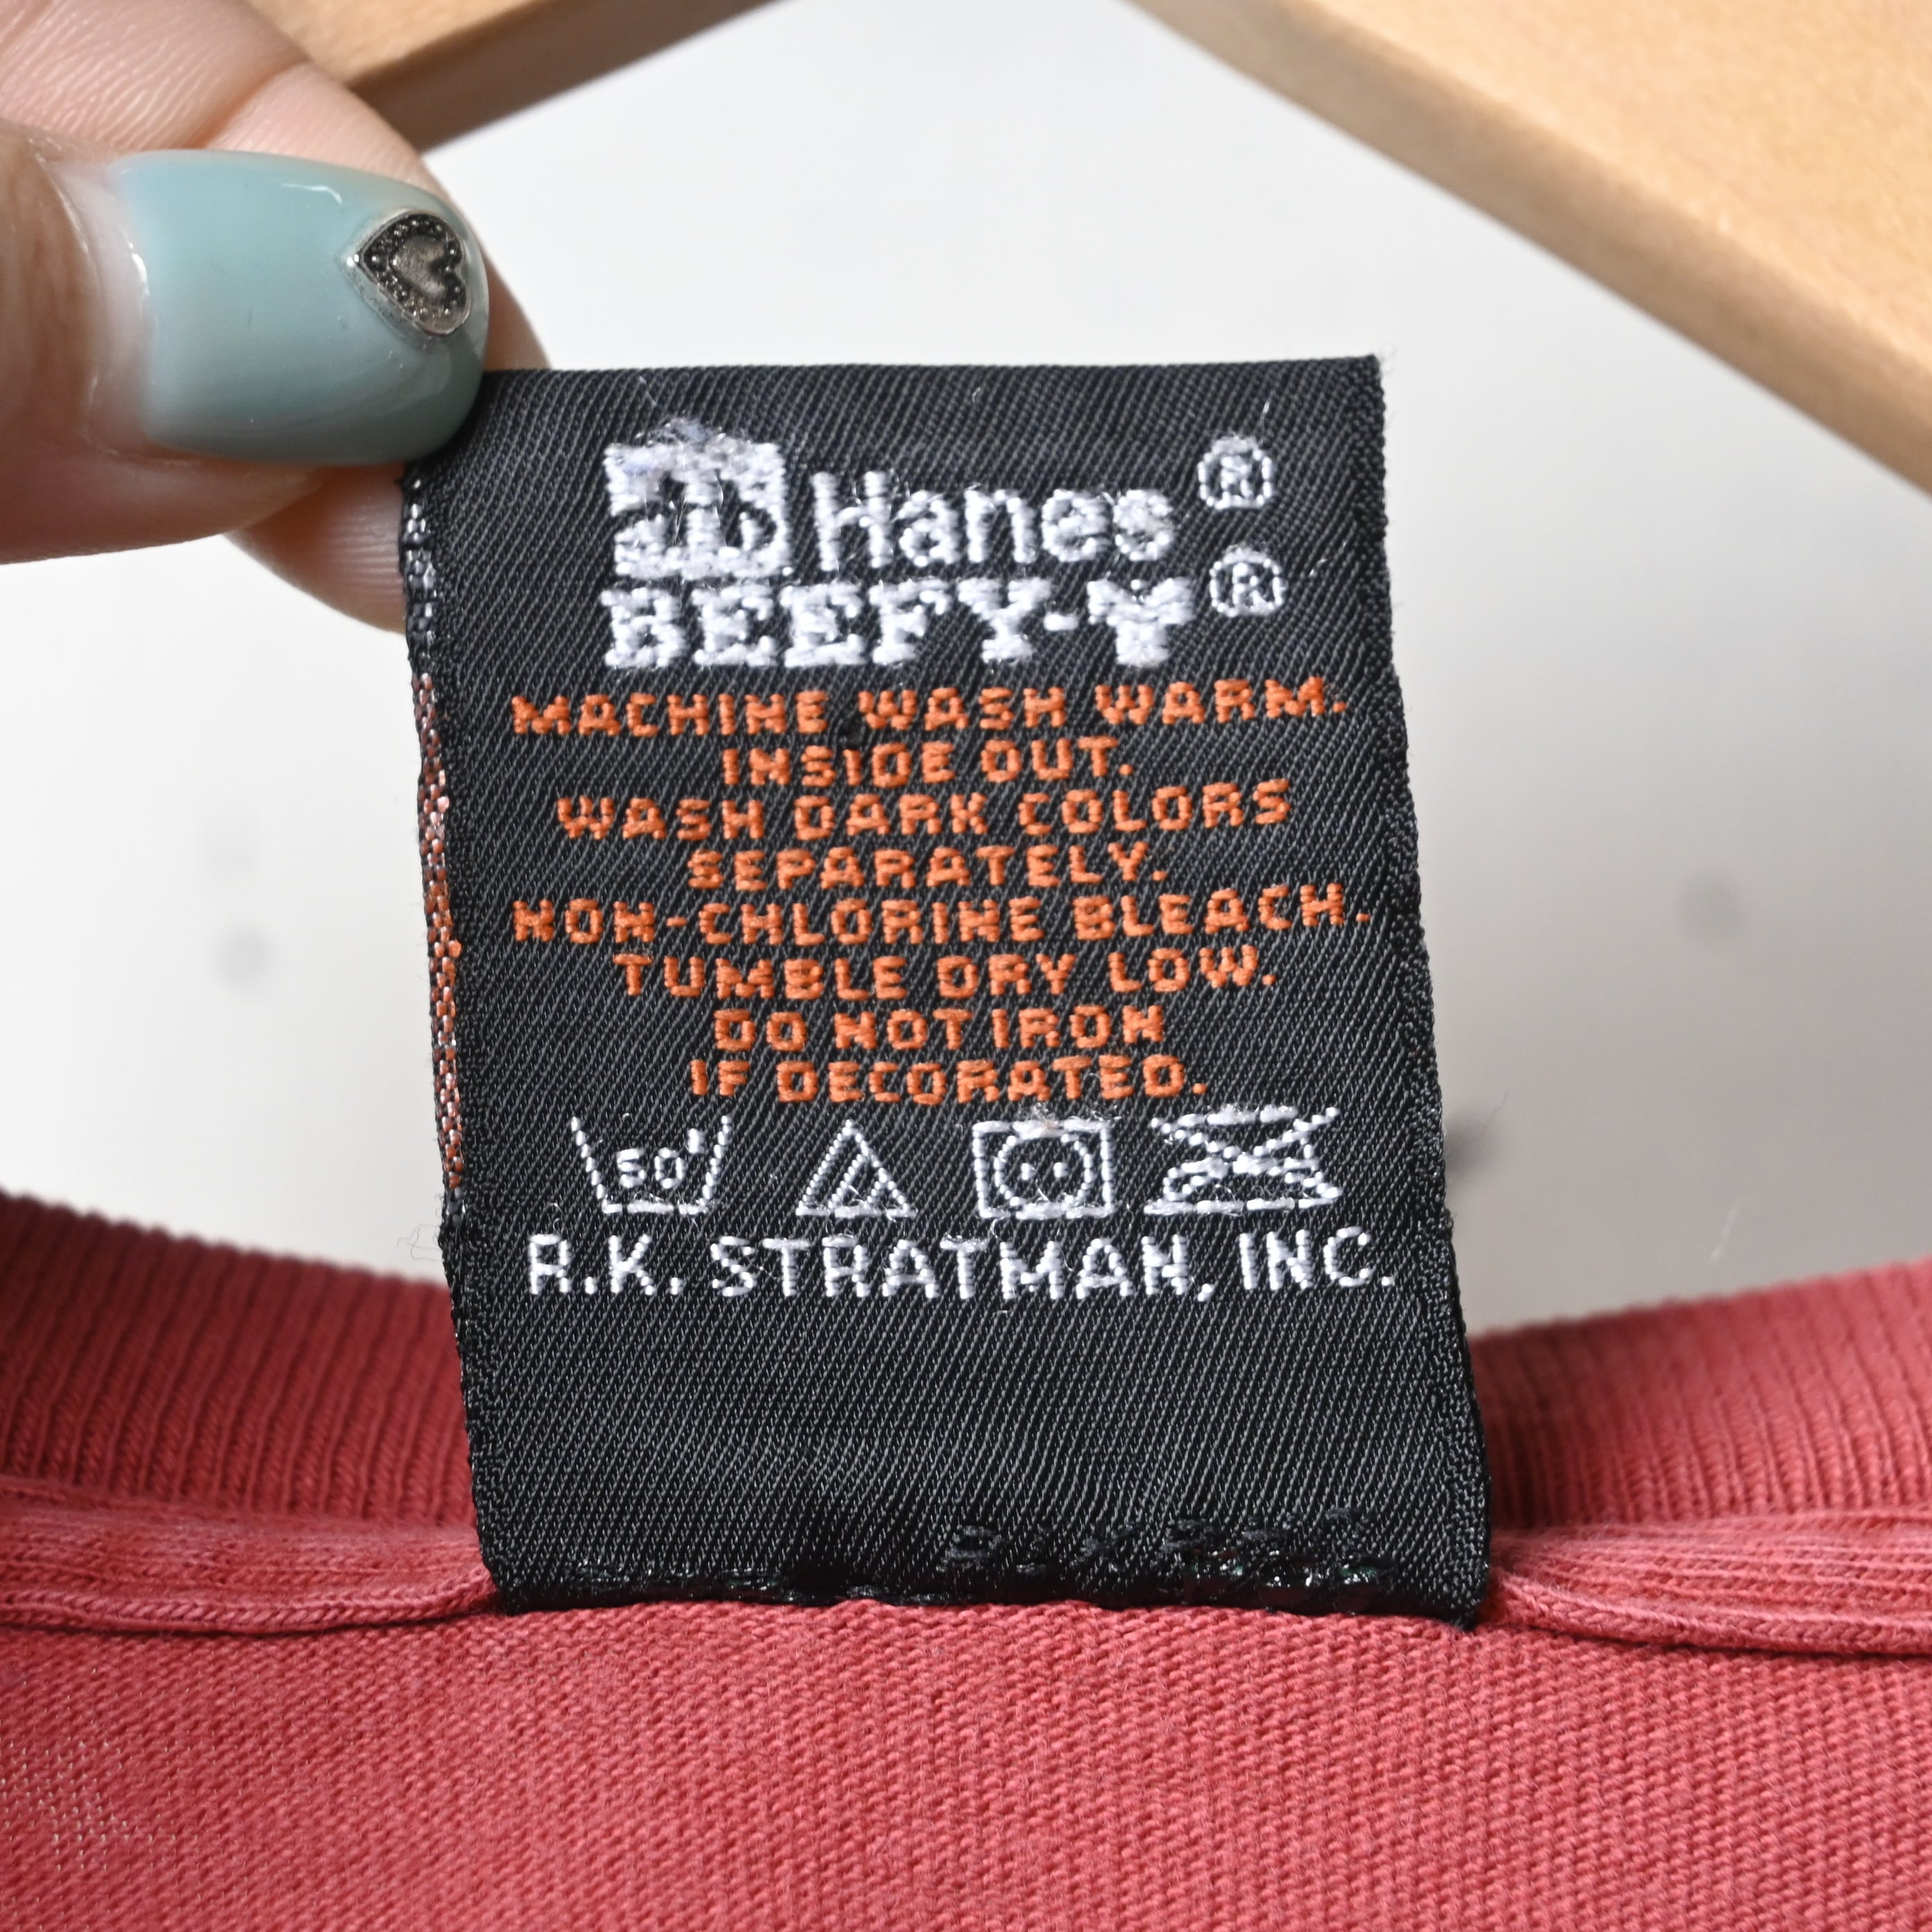 Hanes®
BEEFY-T®
MACHINE WASH WARM.
INSIDE OUT.
WASH DARK COLORS
SEPARATELY.
NON-CHLORINE BLEACH.
TUMBLE DRY LOW.
DO NOT IRON
IF DECORATED.
50°
R.K. STRATMAN, INC.